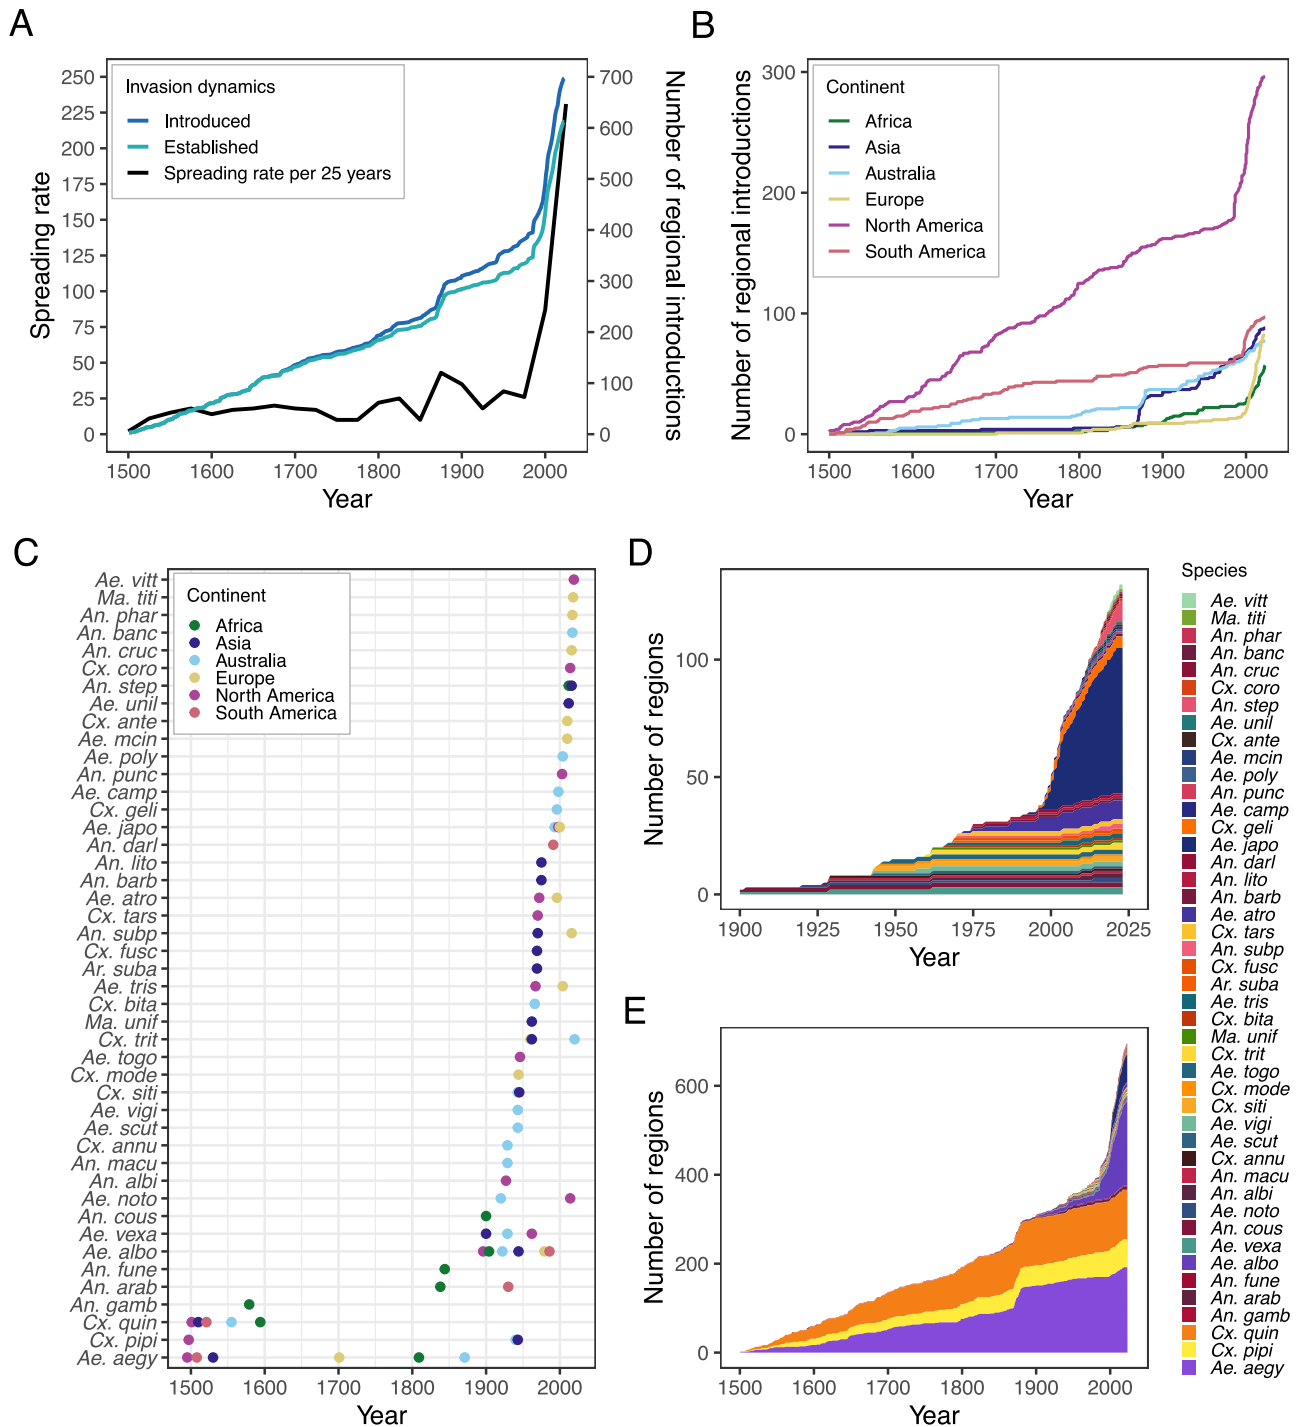 A
Spreading rate
250
225
200
175
150
125
100
75
50
25
0
Invasion dynamics
Introduced
Established
Spreading rate per 25 years
700
600
500
400
300
200
100
0
Number of regional introductions
1500
1600
1700
1800
1900
2000
Year
B
Number of regional introductions
300
200
100
0
Continent
Africa
Asia
Australia
Europe
North America
South America
1500
1600
1700
1800
1900
2000
Year
C
Ae. vitt
Ma. titi
An. phar
An. banc
An. cruc
Cx. coro
An. step
Ae. unil
Cx. ante
Ae. mcin
Ae. poly
An. punc
Ae. camp
Cx. geli
Ae. japo
An. darl
An. lito
An. barb
Ae. atro
Cx. tars
An. subp
Cx. fusc
Ar. suba
Ae. tris
Cx. bita
Ma. unif
Cx. trit
Ae. togo
Cx. mode
Cx. siti
Ae. vigi
Ae. scut
Cx. annu
An. macu
An. albi
Ae. noto
An. cous
Ae. vexa
Ae. albo
An. fune
An. arab
An. gamb
Cx. quin
Cx. pipi
Ae. aegy
Continent
Africa
Asia
Australia
Europe
North America
South America
1500
1600
1700
1800
1900
2000
Year
D
Number of regions
100
50
0
1900
1925
1950
1975
2000
2025
Year
E
Number of regions
600
400
200
0
1500
1600
1700
1800
1900
2000
Year
Species
Ae. vitt
Ma. titi
An. phar
An. banc
An. cruc
Cx. coro
An. step
Ae. unil
Cx. ante
Ae. mcin
Ae. poly
An. punc
Ae. camp
Cx. geli
Ae. japo
An. darl
An. lito
An. barb
Ae. atro
Cx. tars
An. subp
Cx. fusc
Ar. suba
Ae. tris
Cx. bita
Ma. unif
Cx. trit
Ae. togo
Cx. mode
Cx. siti
Ae. vigi
Ae. scut
Cx. annu
An. macu
An. albi
Ae. noto
An. cous
Ae. vexa
Ae. albo
An. fune
An. arab
An. gamb
Cx. quin
Cx. pipi
Ae. aegy